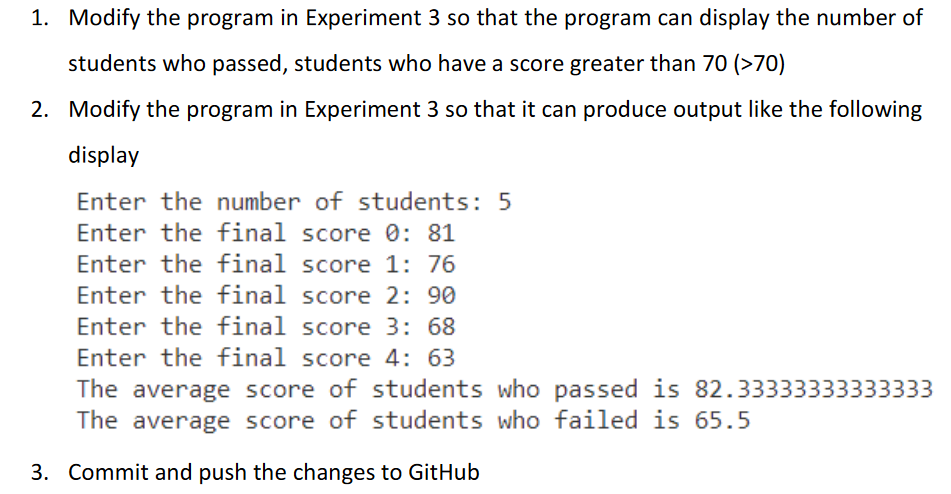 1. Modify the program in Experiment 3 so that the program can display the number of
students who passed, students who have a score greater than 70 (>70)
2. Modify the program in Experiment 3 so that it can produce output like the following
display
Enter the number of students: 5
Enter the final score 0: 81
Enter the final score 1: 76
Enter the final score 2: 90
Enter the final score 3: 68
Enter the final score 4: 63
The average score of students who passed is 82.33333333333333
The average score of students who failed is 65.5
3. Commit and push the changes to GitHub